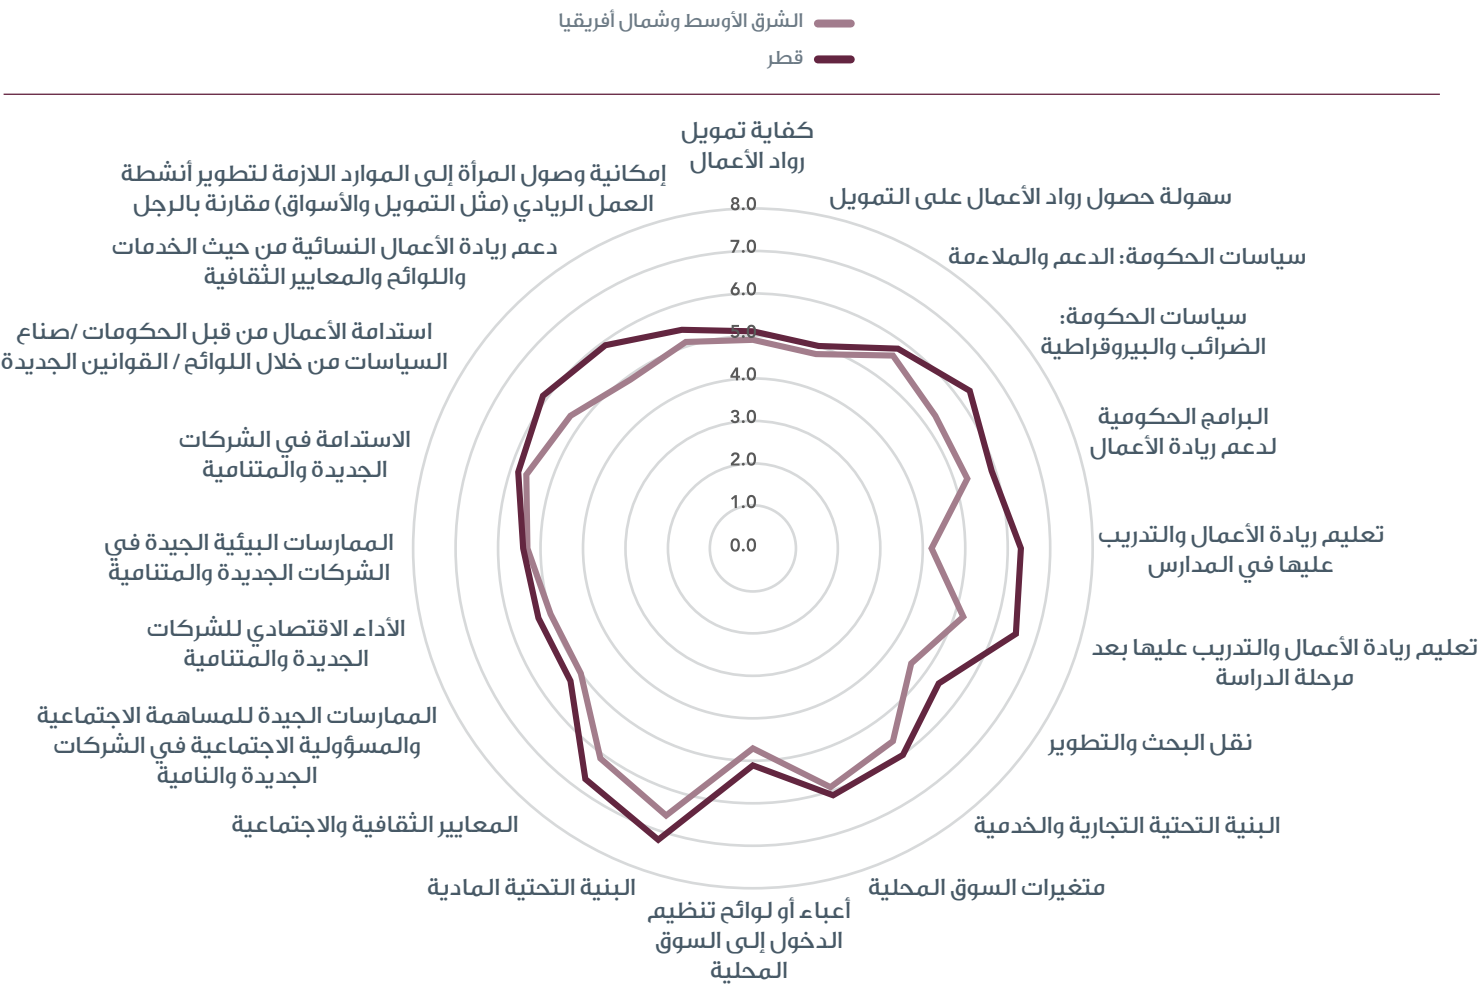 الشرق الأوسط وشمال أفريقيا
قطر
كفاية تمويل
رواد الأعمال
سهولة حصول رواد الأعمال على التمويل
سياسات الحكومة: الدعم والملاءمة
سياسات الحكومة:
الضرائب والبيروقراطية
البرامج الحكومية
لدعم ريادة الأعمال
تعليم ريادة الأعمال والتدريب
عليها في المدارس
تعليم ريادة الأعمال والتدريب عليها بعد
مرحلة الدراسة
نقل البحث والتطوير
البنية التحتية التجارية والخدمية
متغيرات السوق المحلية
أعباء أو لوائح تنظيم
الدخول إلى السوق
المحلية
البنية التحتية المادية
المعايير الثقافية والاجتماعية
الممارسات الجيدة للمساهمة الاجتماعية
والمسؤولية الاجتماعية في الشركات
الجديدة والنامية
الأداء الاقتصادي للشركات
الجديدة والمتنامية
الممارسات البيئية الجيدة في
الشركات الجديدة والمتنامية
الاستدامة في الشركات
الجديدة والمتنامية
استدامة الأعمال من قبل الحكومات /صناع
السياسات من خلال اللوائح / القوانين الجديدة
دعم ريادة الأعمال النسائية من حيث الخدمات
واللوائح والمعايير الثقافية
إمكانية وصول المرأة إلى الموارد اللازمة لتطوير أنشطة
العمل الريادي (مثل التمويل والأسواق) مقارنة بالرجل
8.0
7.0
6.0
5.0
4.0
3.0
2.0
1.0
0.0